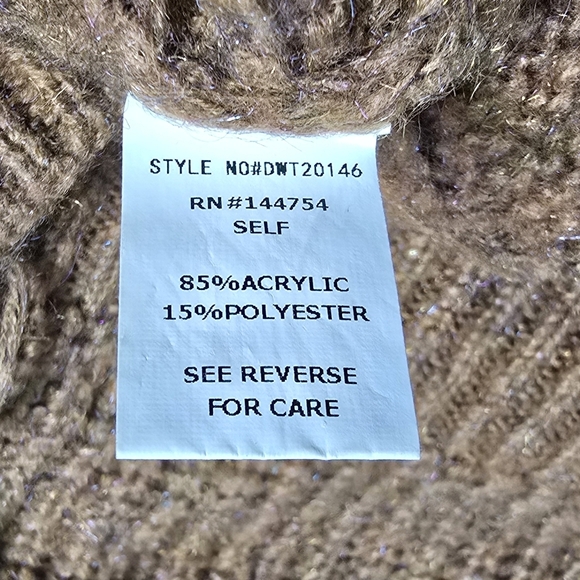 STYLE NO#DWT20146
RN#144754
SELF
85%ACRYLIC
15%POLYESTER
SEE REVERSE
FOR CARE